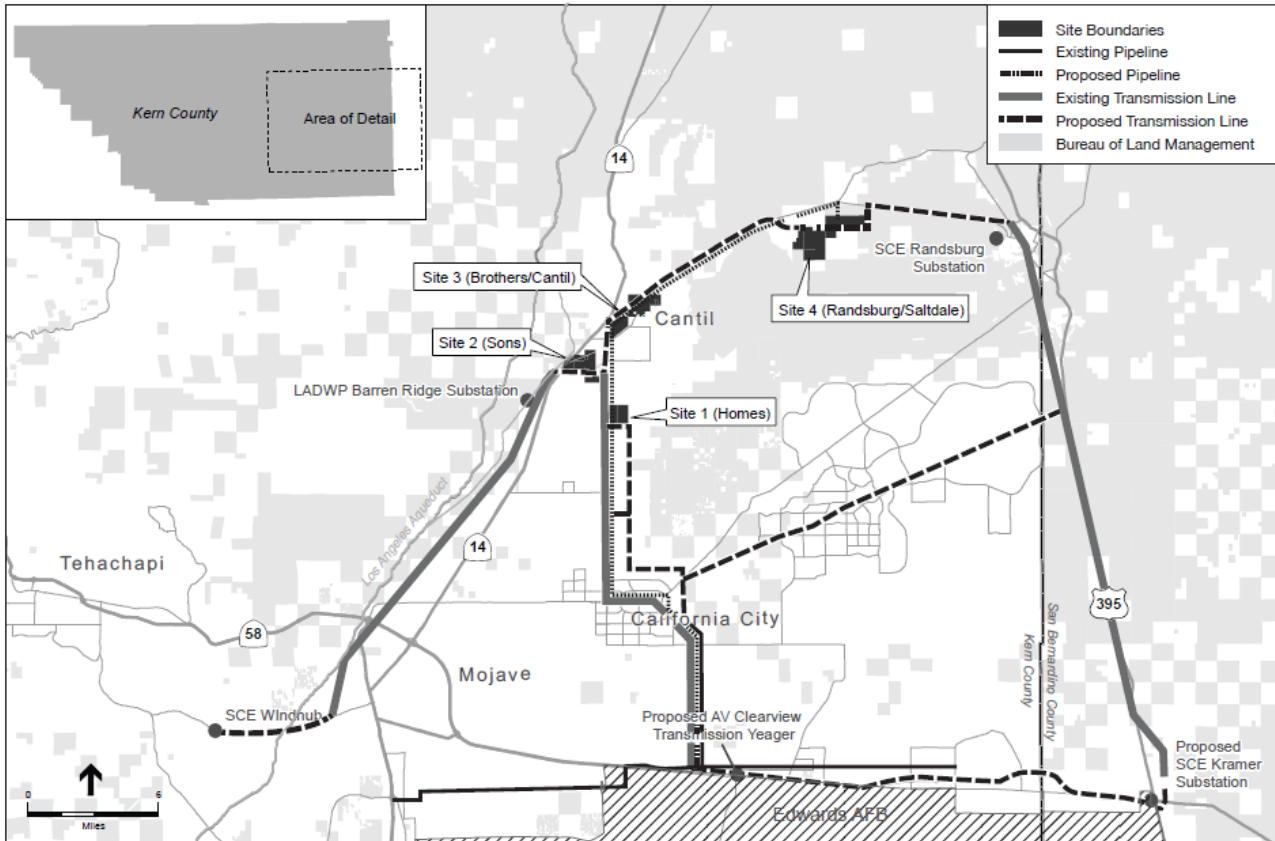 Kern County
Area of Detail
Site Boundaries
Existing Pipeline
Proposed Pipeline
Existing Transmission Line
Proposed Transmission Line
Bureau of Land Management
14
SCE Randsburg
Substation
Site 3 (Brothers/Cantil)
Site 4 (Randsburg/Saltdale)
Cantil
Site 2 (Sons)
LADWP Barren Ridge Substation
Site 1 (Homes)
Los Angeles Aqueduct
14
Tehachapi
58
California City
395
San Bernardino County
Kern County
Mojave
SCE Windhub
Proposed AV Clearview
Transmission Yeager
Proposed
SCE Kramer
Substation
0
6
Miles
Edwards AFB